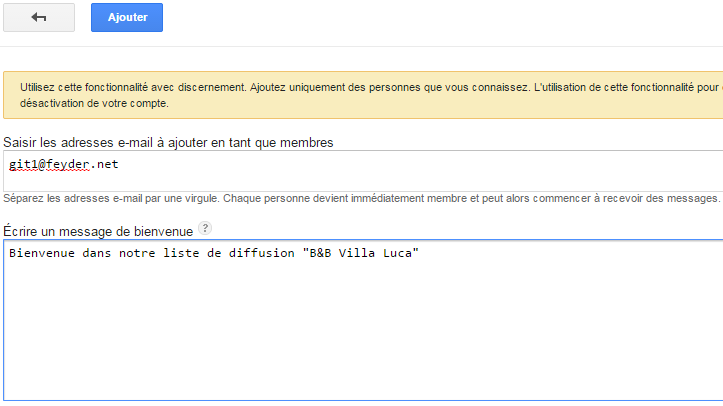 Ajouter
Utilisez cette fonctionnalité avec discernement. Ajoutez uniquement des personnes que vous connaissez. L'utilisation de cette fonctionnalité pour
désactivation de votre compte.
Saisir les adresses e-mail à ajouter en tant que membres
git1@feyder.net
Séparez les adresses e-mail par une virgule. Chaque personne devient immédiatement membre et peut alors commencer à recevoir des messages.
Écrire un message de bienvenue ?
Bienvenue dans notre liste de diffusion "B&B Villa Luca"